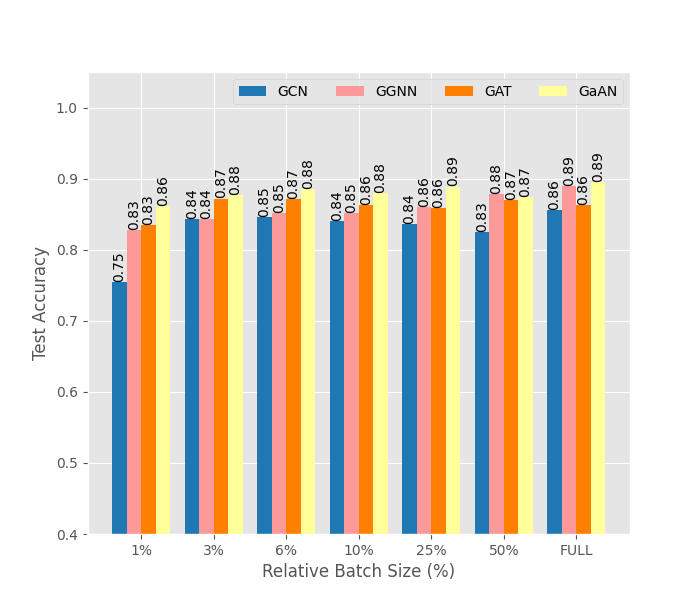 GCN GGNN GAT GaAN
1.0
0.9
0.8
0.7
0.6
0.5
0.4
Test Accuracy
0.75 0.83 0.83 0.86
0.84 0.84 0.87 0.88
0.85 0.85 0.87 0.88
0.84 0.85 0.86 0.88
0.84 0.86 0.86 0.89
0.83 0.88 0.87 0.87
0.86 0.89 0.86 0.89
1% 3% 6% 10% 25% 50% FULL
Relative Batch Size (%)